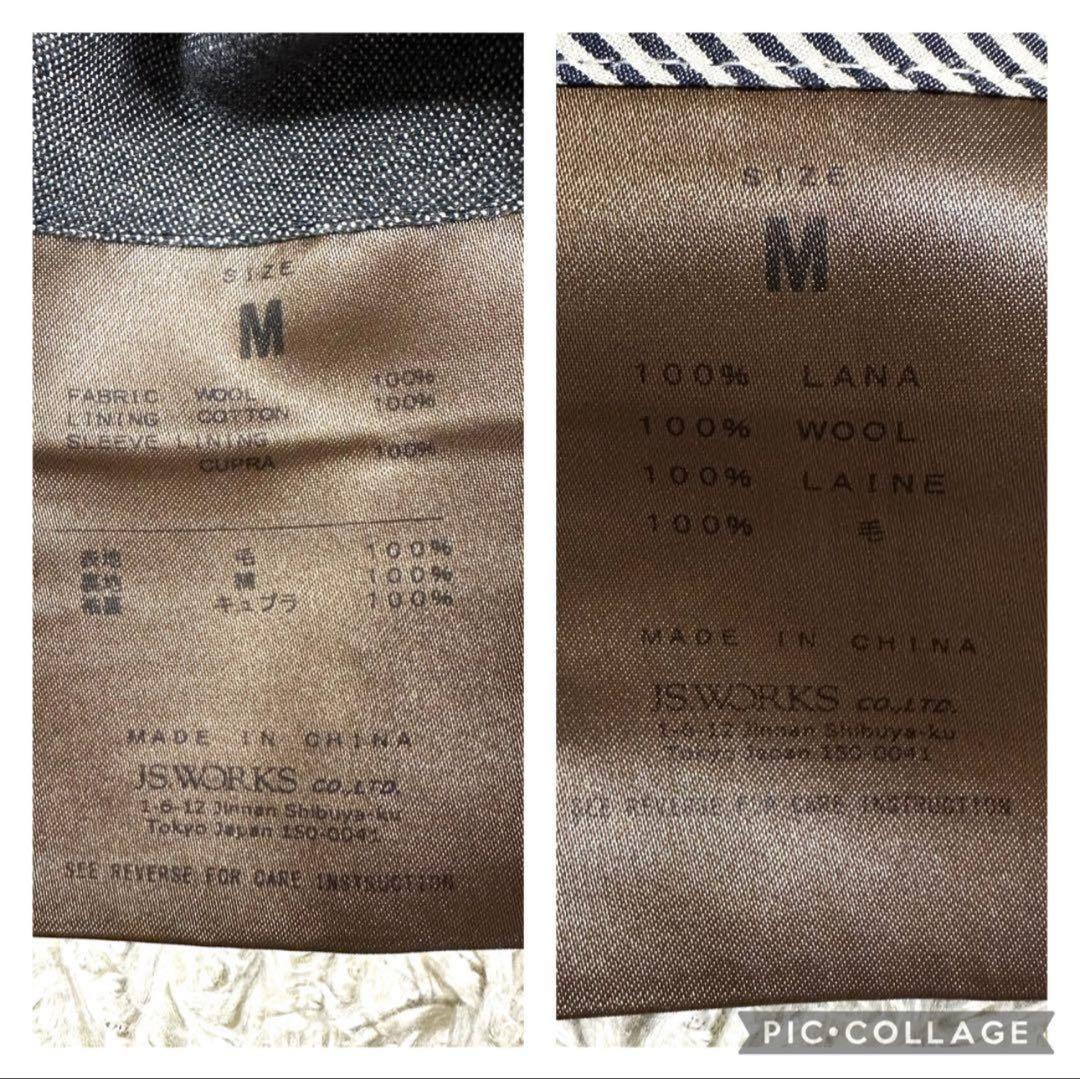 SIZE
M
FABRIC WOOL 100%
LINING COTTON 100%
SLEEVE LINING
CUPRA 100%
表地 毛 100%
裏地 綿 100%
袖裏 キュプラ 100%
MADE IN CHINA
J.S.WORKS CO.,LTD.
1-6-12 Jinnan Shibuya-ku
Tokyo Japan 150-0041
SEE REVERSE FOR CARE INSTRUCTION
SIZE
M
100% LANA
100% WOOL
100% LAINE
100% 毛
MADE IN CHINA
J.S.WORKS CO.,LTD.
1-6-12 Jinnan Shibuya-ku
Tokyo Japan 150-0041
SEE REVERSE FOR CARE INSTRUCTION
PIC•COLLAGE